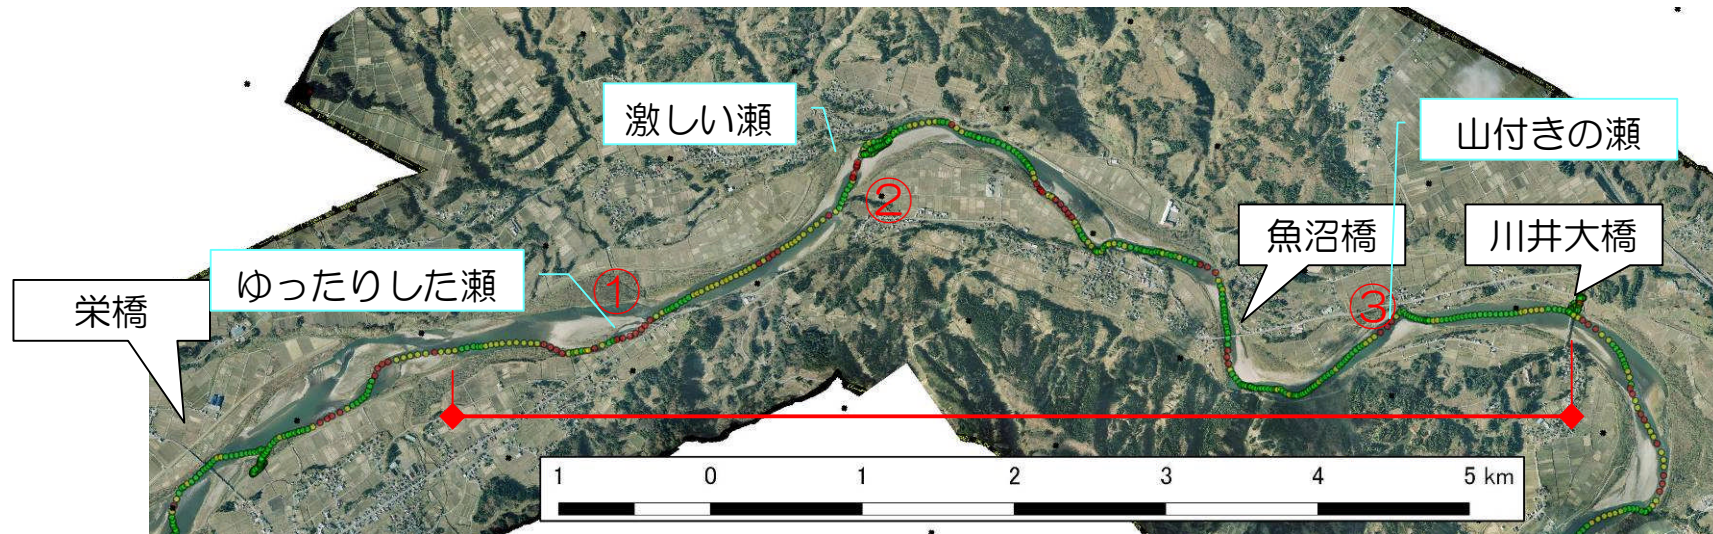 激しい瀬
山付きの瀬
②
魚沼橋
川井大橋
ゆったりした瀬
①
栄橋
③
1 0 1 2 3 4 5 km